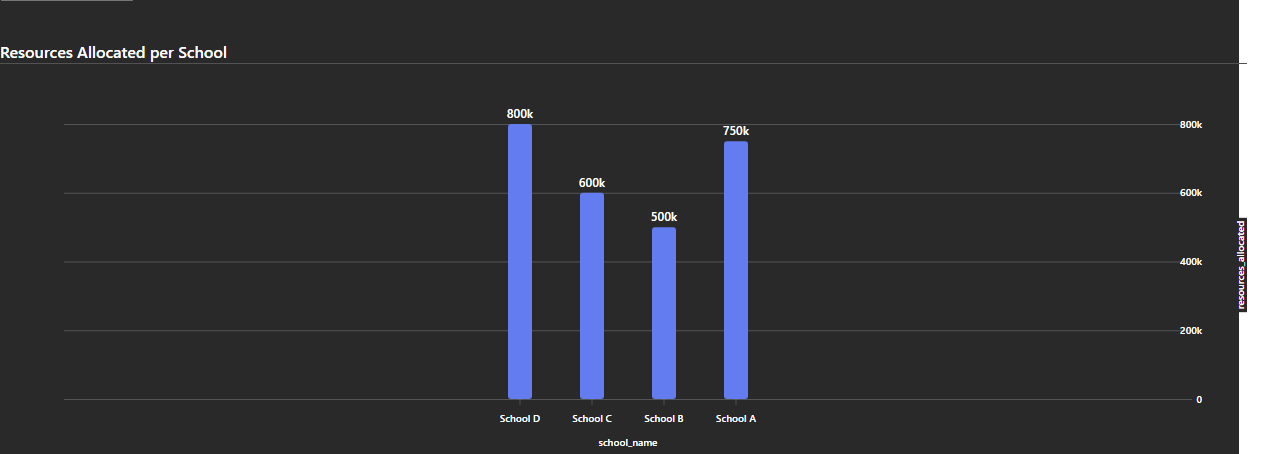 Resources Allocated per School
800k
600k
500k
750k
800k
600k
400k
200k
0
resources_allocated
School D
School C
School B
School A
school_name